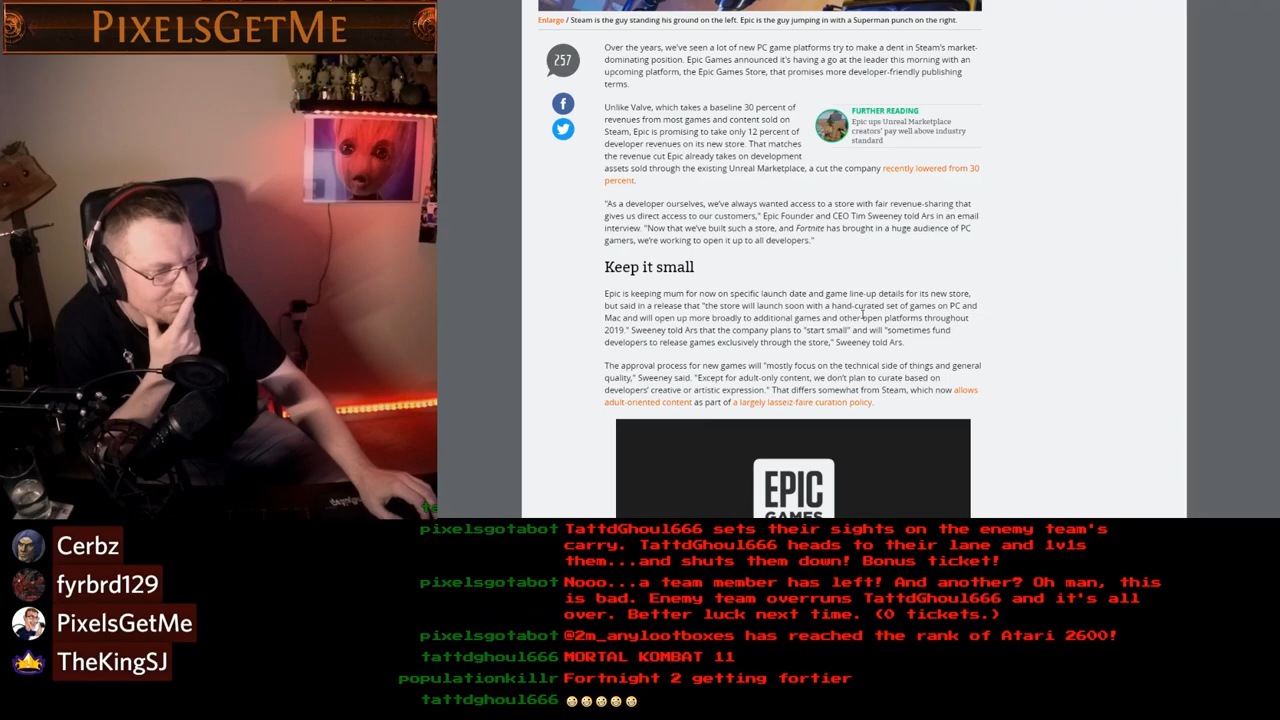 PIXELSGETME
Enlarge / Steam is the guy standing his ground on the left. Epic is the guy jumping in with a Superman punch on the right.
257
Over the years, we've seen a lot of new PC game platforms try to make a dent in Steam's market-
dominating position. Epic Games announced it's having a go at the leader this morning with an
upcoming platform, the Epic Games Store, that promises more developer-friendly publishing
terms.
Unlike Valve, which takes a baseline 30 percent of
revenues from most games and content sold on
Steam, Epic is promising to take only 12 percent of
developer revenues on its new store. That matches
the revenue cut Epic already takes on development
assets sold through the existing Unreal Marketplace, a cut the company recently lowered from 30
percent.
FURTHER READING
Epic ups Unreal Marketplace
creators' pay well above industry
standard
"As a developer ourselves, we've always wanted access to a store with fair revenue-sharing that
gives us direct access to our customers," Epic Founder and CEO Tim Sweeney told Ars in an email
interview. "Now that we've built such a store, and Fortnite has brought in a huge audience of PC
gamers, we're working to open it up to all developers."
Keep it small
Epic is keeping mum for now on specific launch date and game line-up details for its new store,
but said in a release that "the store will launch soon with a hand-curated set of games on PC and
Mac and will open up more broadly to additional games and other open platforms throughout
2019." Sweeney told Ars that the company plans to "start small" and will "sometimes fund
developers to release games exclusively through the store," Sweeney told Ars.
The approval process for new games will "mostly focus on the technical side of things and general
quality," Sweeney said. "Except for adult-only content, we don't plan to curate based on
developers' creative or artistic expression." That differs somewhat from Steam, which now allows
adult-oriented content as part of a largely lasseiz-faire curation policy.
EPIC
GAMES
Cerbz
fyrbrd129
PixelsGetMe
TheKingSJ
pixelsgotabot TattdGhoul666 sets their sights on the enemy team's
carry. TattdGhoul666 heads to their lane and 1v1s
them...and shuts them down! Bonus ticket!
pixelsgotabot Nooo...a team member has left! And another? Oh man, this
is bad. Enemy team overruns TattdGhoul666 and it's all
over. Better luck next time. (0 tickets.)
pixelsgotabot @2m_anylootboxes has reached the rank of Atari 2600!
tattdghoul666 MORTAL KOMBAT 11
populationkillr Fortnight 2 getting fortier
tattdghoul666